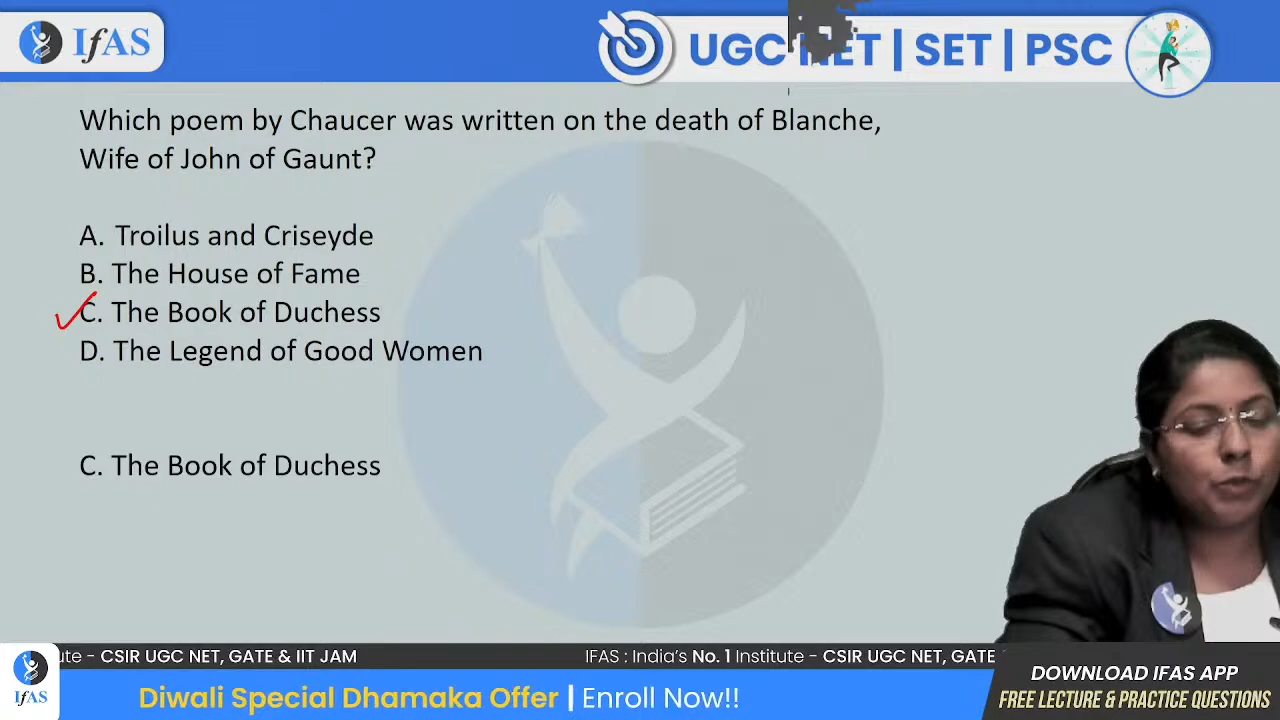 IfAS
UGC NET | SET | PSC
Which poem by Chaucer was written on the death of Blanche,
Wife of John of Gaunt?
A. Troilus and Criseyde
B. The House of Fame
C. The Book of Duchess
D. The Legend of Good Women
C. The Book of Duchess
ute - CSIR UGC NET, GATE & IIT JAM
IFAS : India's No. 1 Institute - CSIR UGC NET, GATE
DOWNLOAD IFAS APP
FREE LECTURE & PRACTICE QUESTIONS
IfAS
Diwali Special Dhamaka Offer | Enroll Now!!